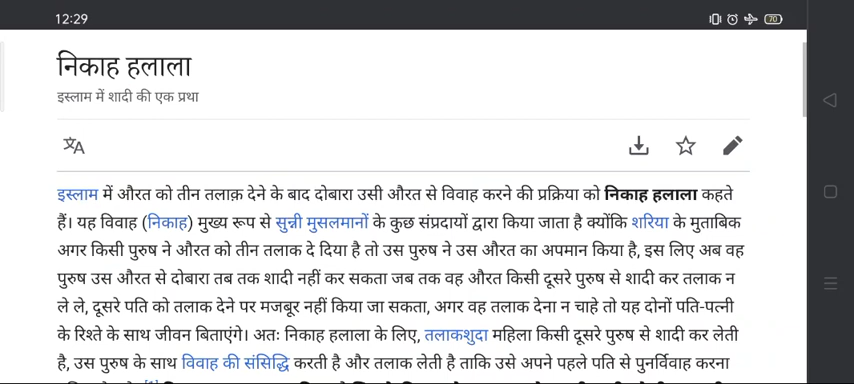 12:29
70
निकाह हलाला
इस्लाम में शादी की एक प्रथा
इस्लाम में औरत को तीन तलाक़ देने के बाद दोबारा उसी औरत से विवाह करने की प्रक्रिया को निकाह हलाला कहते
हैं। यह विवाह (निकाह) मुख्य रूप से सुन्नी मुसलमानों के कुछ संप्रदायों द्वारा किया जाता है क्योंकि शरिया के मुताबिक
अगर किसी पुरुष ने औरत को तीन तलाक दे दिया है तो उस पुरुष ने उस औरत का अपमान किया है, इस लिए अब वह
पुरुष उस औरत से दोबारा तब तक शादी नहीं कर सकता जब तक वह औरत किसी दूसरे पुरुष से शादी कर तलाक न
ले ले, दूसरे पति को तलाक देने पर मजबूर नहीं किया जा सकता, अगर वह तलाक देना न चाहे तो यह दोनों पति-पत्नी
के रिश्ते के साथ जीवन बिताएंगे। अतः निकाह हलाला के लिए, तलाकशुदा महिला किसी दूसरे पुरुष से शादी कर लेती
है, उस पुरुष के साथ विवाह की संसिद्धि करती है और तलाक लेती है ताकि उसे अपने पहले पति से पुनर्विवाह करना